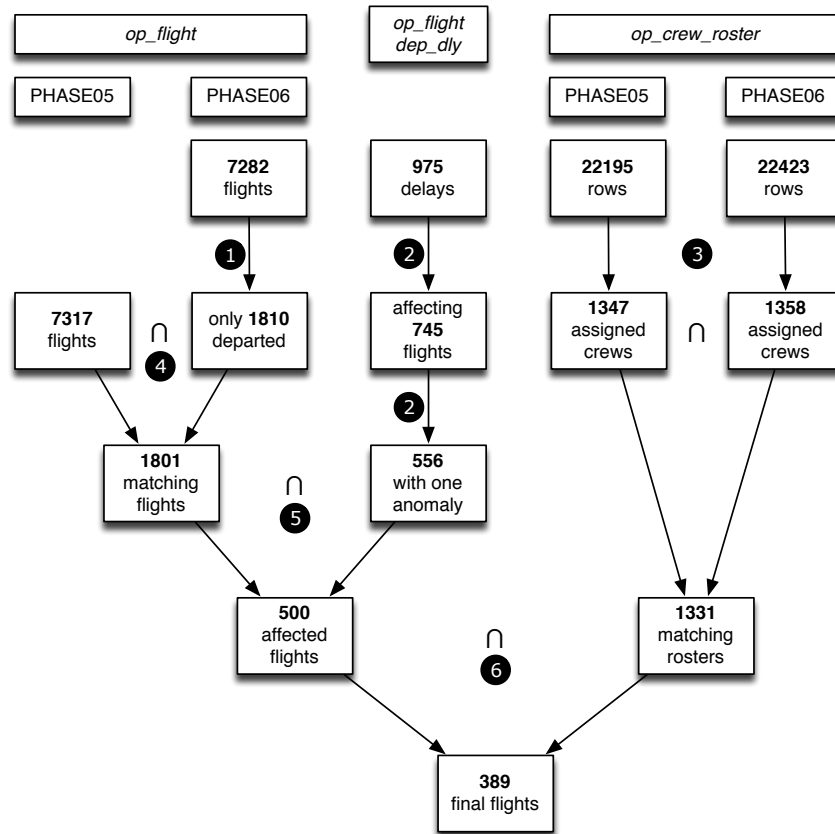 op_flight
op_flight
dep_dly
op_crew_roster
PHASE05
PHASE06
PHASE05
PHASE06
7282
flights
975
delays
22195
rows
22423
rows
1
2
3
7317
flights
∩
4
only 1810
departed
affecting
745
flights
1347
assigned
crews
∩
1358
assigned
crews
2
1801
matching
flights
∩
5
556
with one
anomaly
500
affected
flights
∩
6
1331
matching
rosters
389
final flights